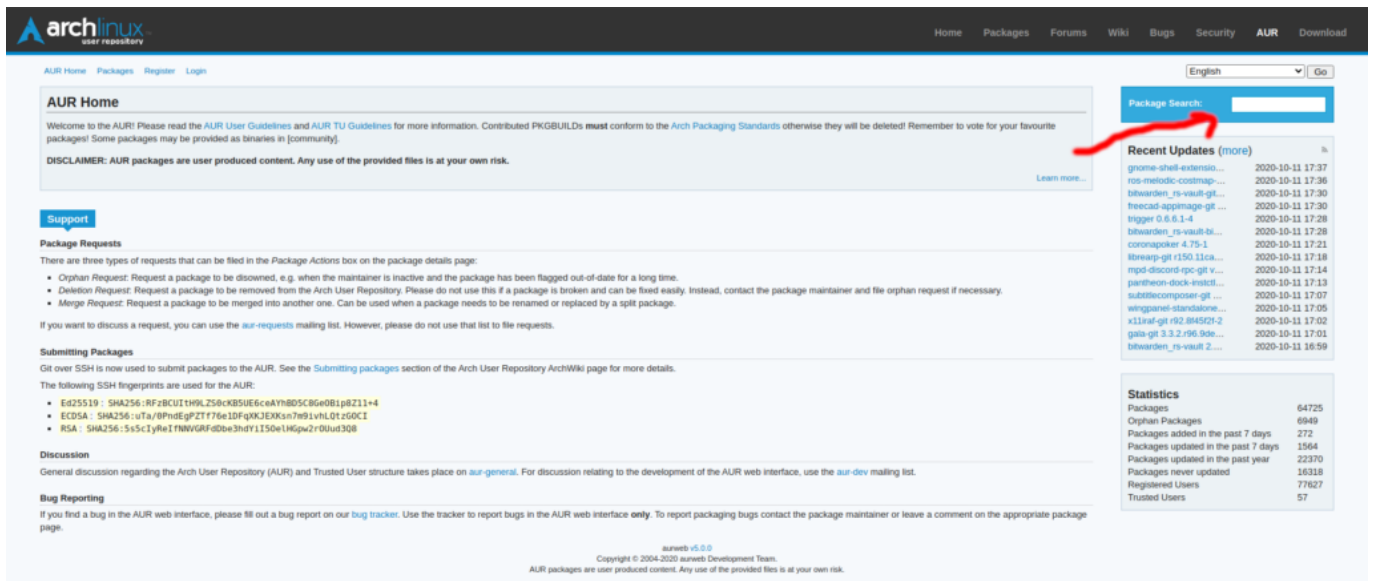 archlinux
user repository
Home Packages Forums Wiki Bugs Security AUR Download
AUR Home Packages Register Login
English Go
AUR Home
Welcome to the AUR! Please read the AUR User Guidelines and AUR TU Guidelines for more information. Contributed PKGBUILDs must conform to the Arch Packaging Standards otherwise they will be deleted! Remember to vote for your favourite
packages! Some packages may be provided as binaries in [community].
DISCLAIMER: AUR packages are user produced content. Any use of the provided files is at your own risk.
Learn more...
Support
Package Requests
There are three types of requests that can be filed in the Package Actions box on the package details page:
• Orphan Request: Request a package to be disowned, e.g. when the maintainer is inactive and the package has been flagged out-of-date for a long time.
• Deletion Request: Request a package to be removed from the Arch User Repository. Please do not use this if a package is broken and can be fixed easily. Instead, contact the package maintainer and file orphan request if necessary.
• Merge Request: Request a package to be merged into another one. Can be used when a package needs to be renamed or replaced by a split package.
If you want to discuss a request, you can use the aur-requests mailing list. However, please do not use that list to file requests.
Submitting Packages
Git over SSH is now used to submit packages to the AUR. See the Submitting packages section of the Arch User Repository ArchWiki page for more details.
The following SSH fingerprints are used for the AUR:
• Ed25519: SHA256:RFzBCUItH9LZS0cKB5UE6ceAYhBD5C8GeOBip8Z11+4
• ECDSA: SHA256:uTa/0PndEgPZTf76e1DFqXKJEXKsn7m9ivhLQtzGOCI
• RSA: SHA256:5s5cIyReIfNNVGRFdDbe3hdYiI5OelHGpw2rOUud3Q8
Discussion
General discussion regarding the Arch User Repository (AUR) and Trusted User structure takes place on aur-general. For discussion relating to the development of the AUR web interface, use the aur-dev mailing list.
Bug Reporting
If you find a bug in the AUR web interface, please fill out a bug report on our bug tracker. Use the tracker to report bugs in the AUR web interface only. To report packaging bugs contact the package maintainer or leave a comment on the appropriate package
page.
Package Search:
Recent Updates (more)
gnome-shell-extensio... 2020-10-11 17:37
ros-melodic-costmap-... 2020-10-11 17:36
bitwarden_rs-vault-git... 2020-10-11 17:30
freecad-appimage-git ... 2020-10-11 17:30
trigger 0.6.6.1-4 2020-10-11 17:28
bitwarden_rs-vault-bi... 2020-10-11 17:28
coronapoker 4.75-1 2020-10-11 17:21
librearp-git r150.11ca... 2020-10-11 17:18
mpd-discord-rpc-git v... 2020-10-11 17:14
pantheon-dock-instctl... 2020-10-11 17:13
subtitlecomposer-git ... 2020-10-11 17:07
wingpanel-standalone... 2020-10-11 17:05
x11iraf-git r92.8f45f2f-2 2020-10-11 17:02
gala-git 3.3.2.r96.9de... 2020-10-11 17:01
bitwarden_rs-vault 2.... 2020-10-11 16:59
Statistics
Packages 64725
Orphan Packages 6949
Packages added in the past 7 days 272
Packages updated in the past 7 days 1564
Packages updated in the past year 22370
Packages never updated 16318
Registered Users 77627
Trusted Users 57
aurweb v5.0.0
Copyright © 2004-2020 aurweb Development Team.
AUR packages are user produced content. Any use of the provided files is at your own risk.